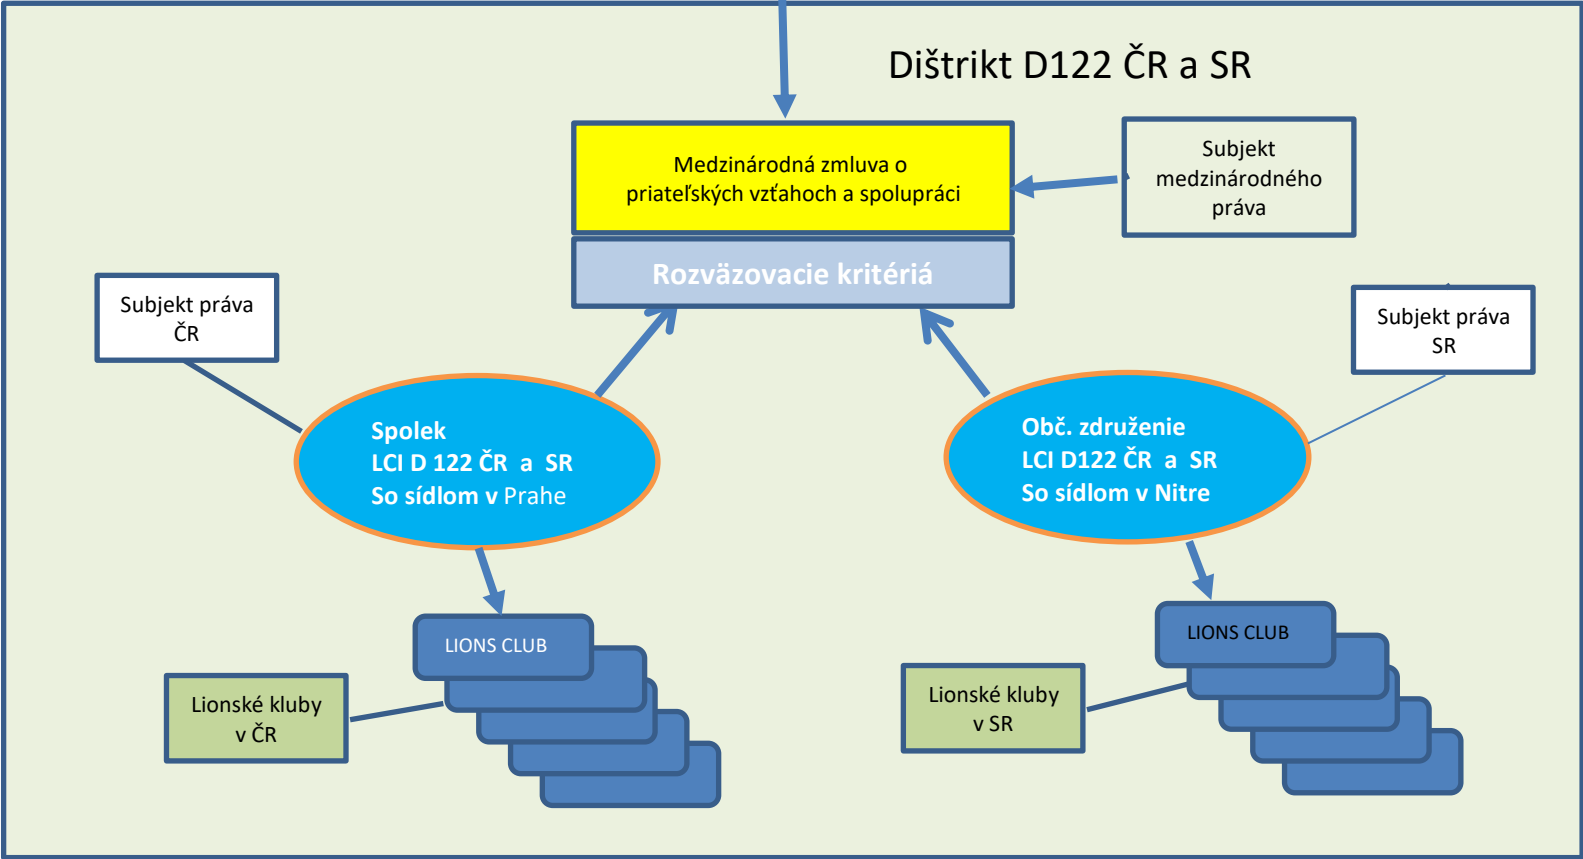 Dištrikt D122 ČR a SR
Medzinárodná zmluva o
priateľských vzťahoch a spolupráci
Subjekt
medzinárodného
práva
Rozväzovacie kritériá
Subjekt práva
ČR
Subjekt práva
SR
Spolek
LCI D 122 ČR a SR
So sídlom v Prahe
Obč. združenie
LCI D122 ČR a SR
So sídlom v Nitre
LIONS CLUB
LIONS CLUB
Lionské kluby
v ČR
Lionské kluby
v SR